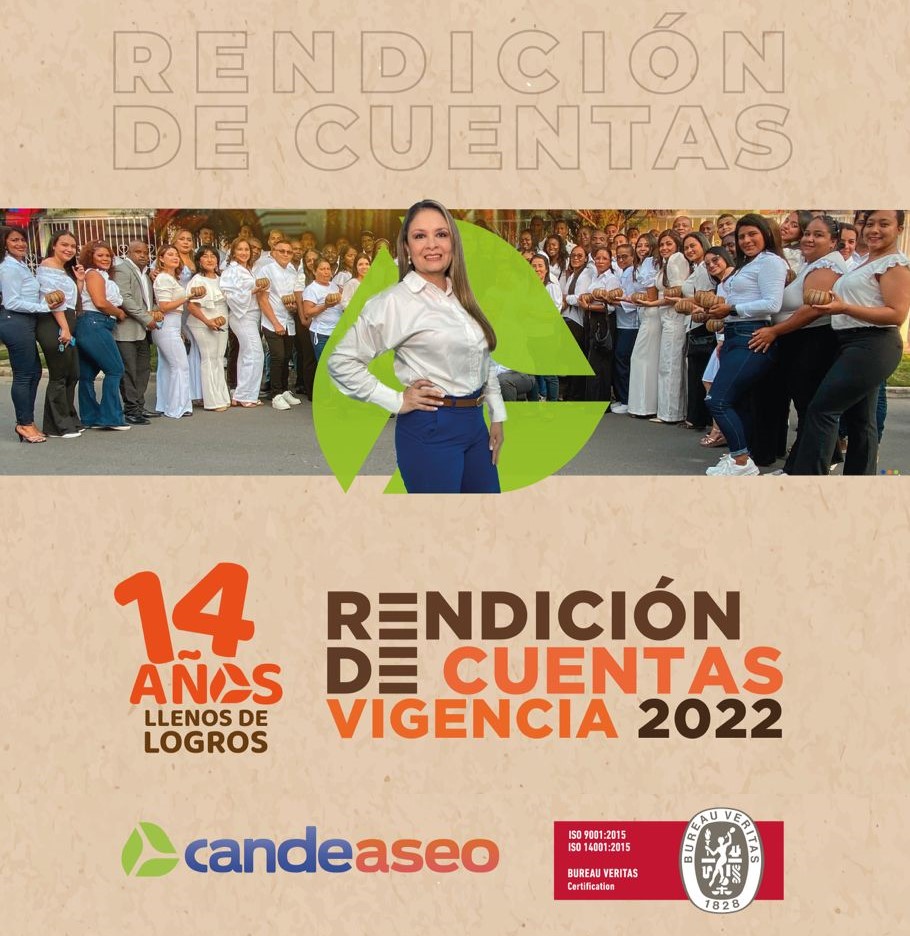 RENDICIÓN
DE CUENTAS
14
AÑOS
LLENOS DE
LOGROS
RENDICIÓN
DE CUENTAS
VIGENCIA 2022
candeaseo
ISO 9001:2015
ISO 14001:2015
BUREAU VERITAS
Certification
BUREAU VERITAS
1828